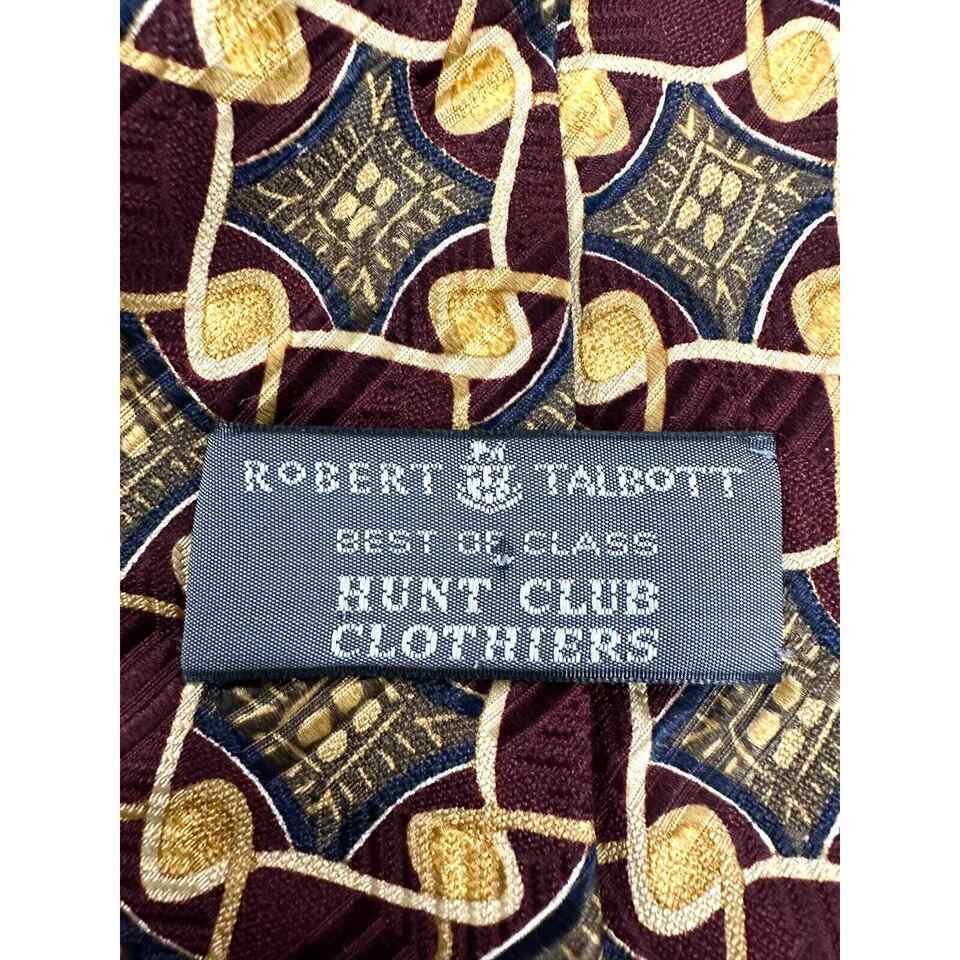 ROBERT TALBOTT
BEST OF CLASS
HUNT CLUB
CLOTHIERS